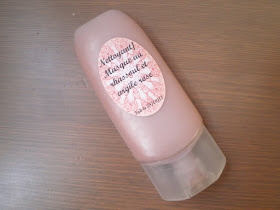 Nettoyant/
Masque au
rhassoul et
argile rose